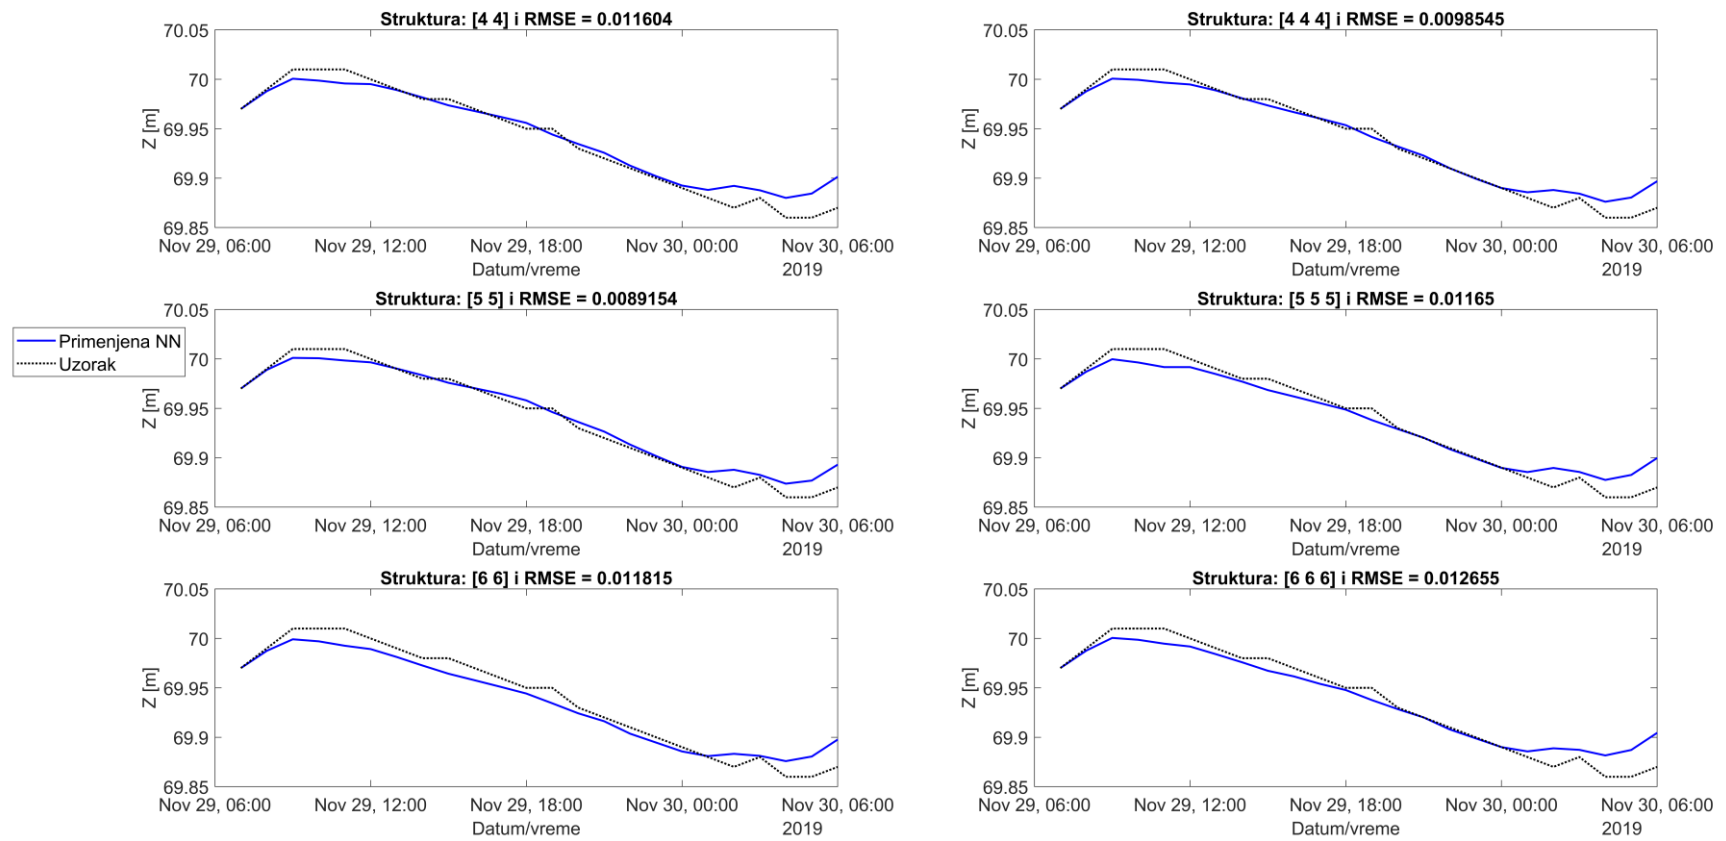 Struktura: [4 4] i RMSE = 0.011604
70.05
70
69.95
69.9
69.85
Z [m]
Nov 29, 06:00 Nov 29, 12:00 Nov 29, 18:00 Nov 30, 00:00 Nov 30, 06:00
Datum/vreme
2019
Struktura: [4 4 4] i RMSE = 0.0098545
70.05
70
69.95
69.9
69.85
Z [m]
Nov 29, 06:00 Nov 29, 12:00 Nov 29, 18:00 Nov 30, 00:00 Nov 30, 06:00
Datum/vreme
2019
Primenjena NN
Uzorak
Struktura: [5 5] i RMSE = 0.0089154
70.05
70
69.95
69.9
69.85
Z [m]
Nov 29, 06:00 Nov 29, 12:00 Nov 29, 18:00 Nov 30, 00:00 Nov 30, 06:00
Datum/vreme
2019
Struktura: [5 5 5] i RMSE = 0.01165
70.05
70
69.95
69.9
69.85
Z [m]
Nov 29, 06:00 Nov 29, 12:00 Nov 29, 18:00 Nov 30, 00:00 Nov 30, 06:00
Datum/vreme
2019
Struktura: [6 6] i RMSE = 0.011815
70.05
70
69.95
69.9
69.85
Z [m]
Nov 29, 06:00 Nov 29, 12:00 Nov 29, 18:00 Nov 30, 00:00 Nov 30, 06:00
Datum/vreme
2019
Struktura: [6 6 6] i RMSE = 0.012655
70.05
70
69.95
69.9
69.85
Z [m]
Nov 29, 06:00 Nov 29, 12:00 Nov 29, 18:00 Nov 30, 00:00 Nov 30, 06:00
Datum/vreme
2019